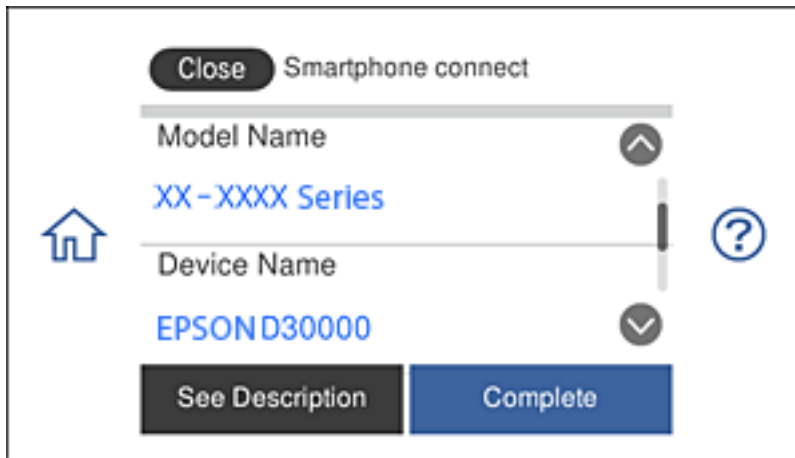 Close Smartphone connect
Model Name
XX-XXXX Series
Device Name
EPSON D30000
See Description Complete
?